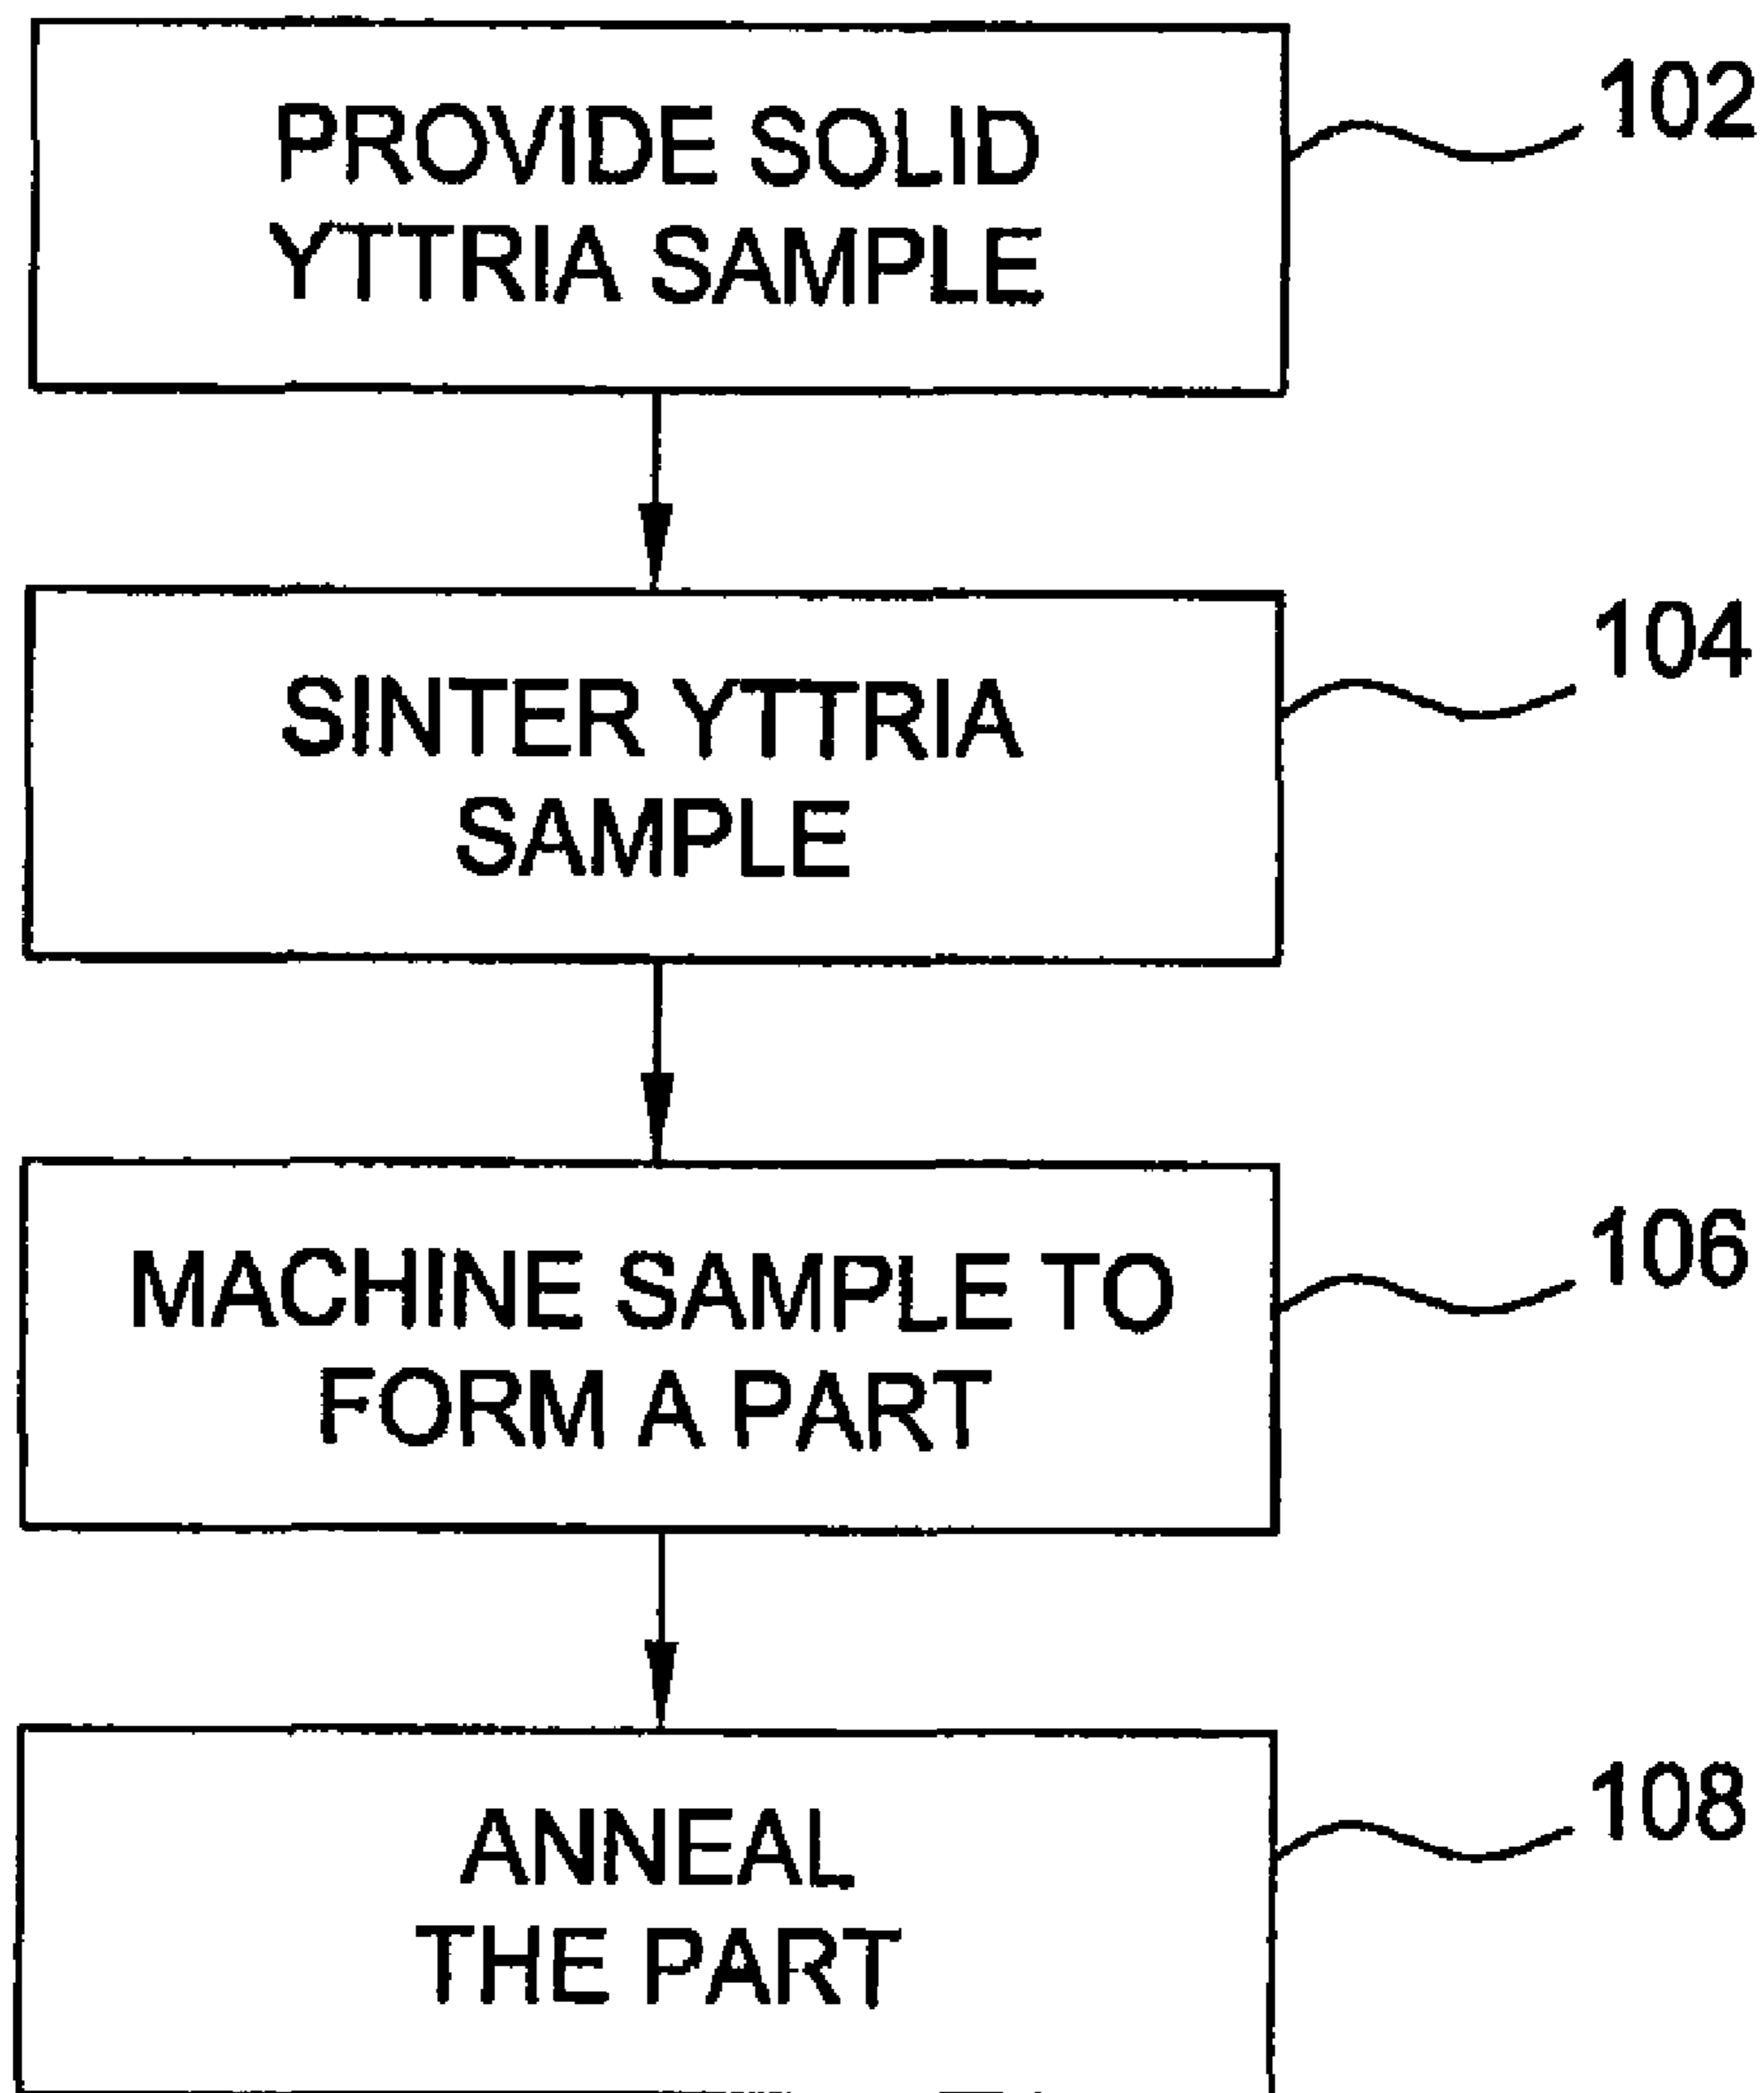 PROVIDE SOLID
YTTRIA SAMPLE
102
SINTER YTTRIA
SAMPLE
104
MACHINE SAMPLE TO
FORM A PART
106
ANNEAL
THE PART
108